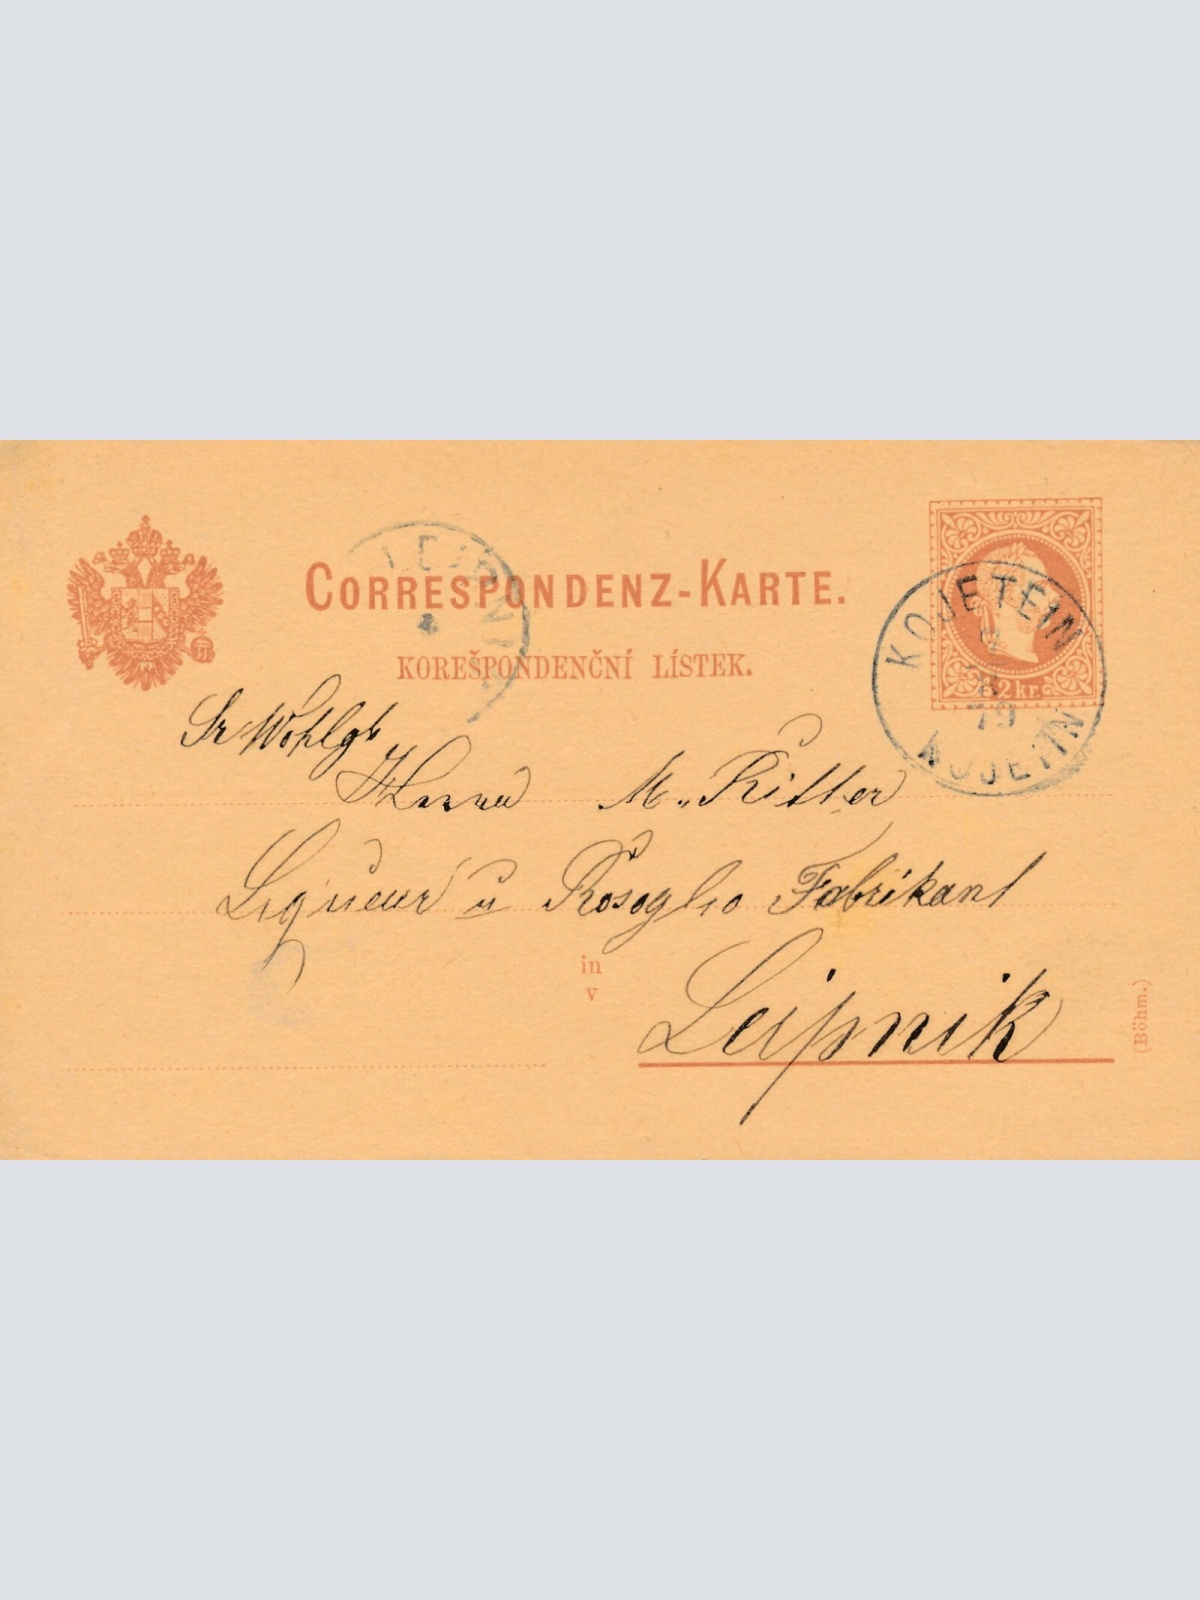 CORRESPONDENZ-KARTE.
KOREŠPONDENČNÍ LÍSTEK.
LEIPNI
KOJETEIN
79
KOJETIN
2 kr.
Sr Wohlgb
Herrn M. Ritter
Liqueur u Rosoglio Fabrikant
in
v
Leipnik
(Böhm.)